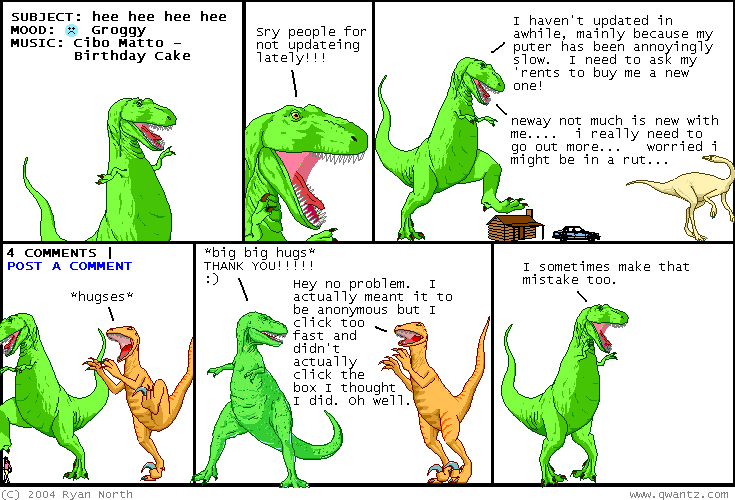 SUBJECT: hee hee hee hee
MOOD: Groggy
MUSIC: Cibo Matto -
Birthday Cake
Sry people for
not updateing
lately!!!
I haven't updated in
awhile, mainly because my
puter has been annoyingly
slow. I need to ask my
'rents to buy me a new
one!
neway not much is new with
me.... i really need to
go out more... worried i
might be in a rut...
4 COMMENTS |
POST A COMMENT
*hugses*
*big big hugs*
THANK YOU!!!!!
:)
Hey no problem. I
actually meant it to
be anonymous but I
click too
fast and
didn't
actually
click the
box I thought
I did. Oh well.
I sometimes make that
mistake too.
(C) 2004 Ryan North
www.qwantz.com